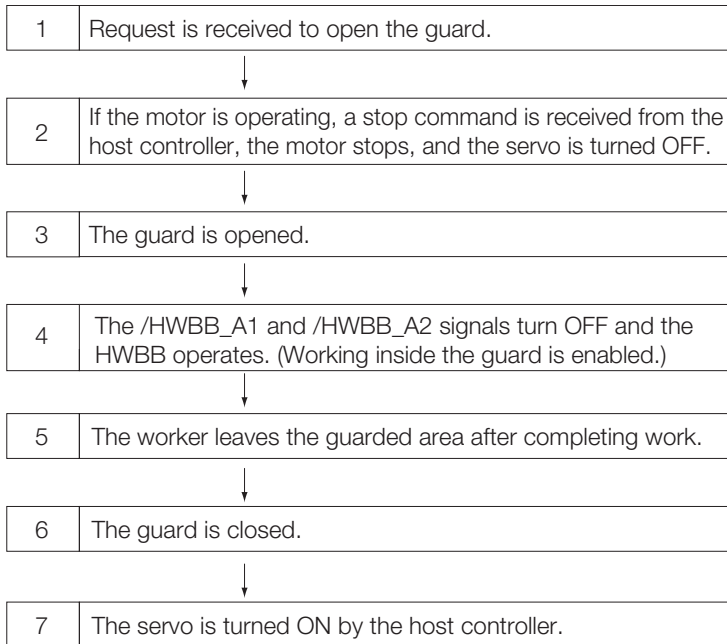 1 Request is received to open the guard.
2 If the motor is operating, a stop command is received from the
host controller, the motor stops, and the servo is turned OFF.
3 The guard is opened.
4 The /HWBB_A1 and /HWBB_A2 signals turn OFF and the
HWBB operates. (Working inside the guard is enabled.)
5 The worker leaves the guarded area after completing work.
6 The guard is closed.
7 The servo is turned ON by the host controller.